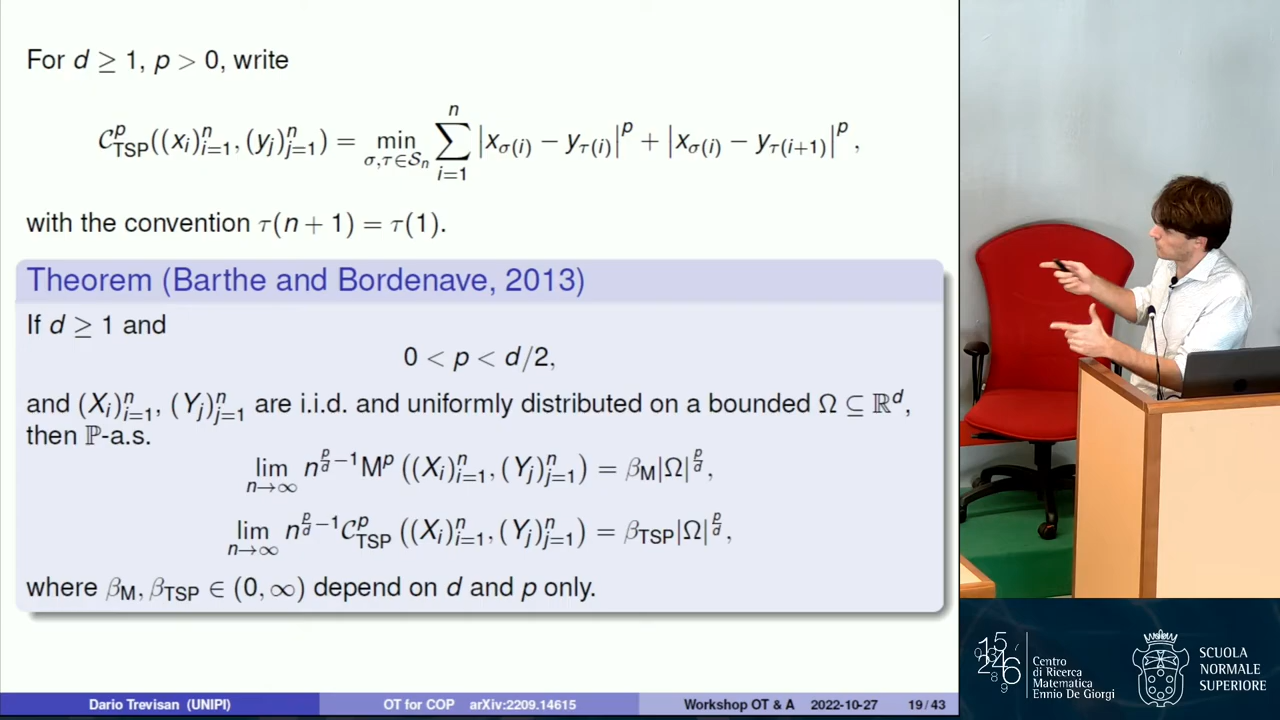 For d ≥ 1, p > 0, write
C^p_TSP((x_i)^n_{i=1}, (y_j)^n_{j=1}) = min_{σ,τ∈S_n} ∑^n_{i=1} |x_{σ(i)} − y_{τ(i)}|^p + |x_{σ(i)} − y_{τ(i+1)}|^p,
with the convention τ(n + 1) = τ(1).
Theorem (Barthe and Bordenave, 2013)
If d ≥ 1 and
0 < p < d/2,
and (X_i)^n_{i=1}, (Y_j)^n_{j=1} are i.i.d. and uniformly distributed on a bounded Ω ⊆ ℝ^d,
then ℙ-a.s.
lim_{n→∞} n^{p/d −1} M^p ((X_i)^n_{i=1}, (Y_j)^n_{j=1}) = β_M|Ω|^{p/d},
lim_{n→∞} n^{p/d −1} C^p_TSP ((X_i)^n_{i=1}, (Y_j)^n_{j=1}) = β_TSP|Ω|^{p/d},
where β_M, β_TSP ∈ (0, ∞) depend on d and p only.
Dario Trevisan (UNIPI) OT for COP arXiv:2209.14615 Workshop OT & A 2022-10-27 19 / 43
Centro
di Ricerca
Matematica
Ennio De Giorgi
SCUOLA
NORMALE
SUPERIORE